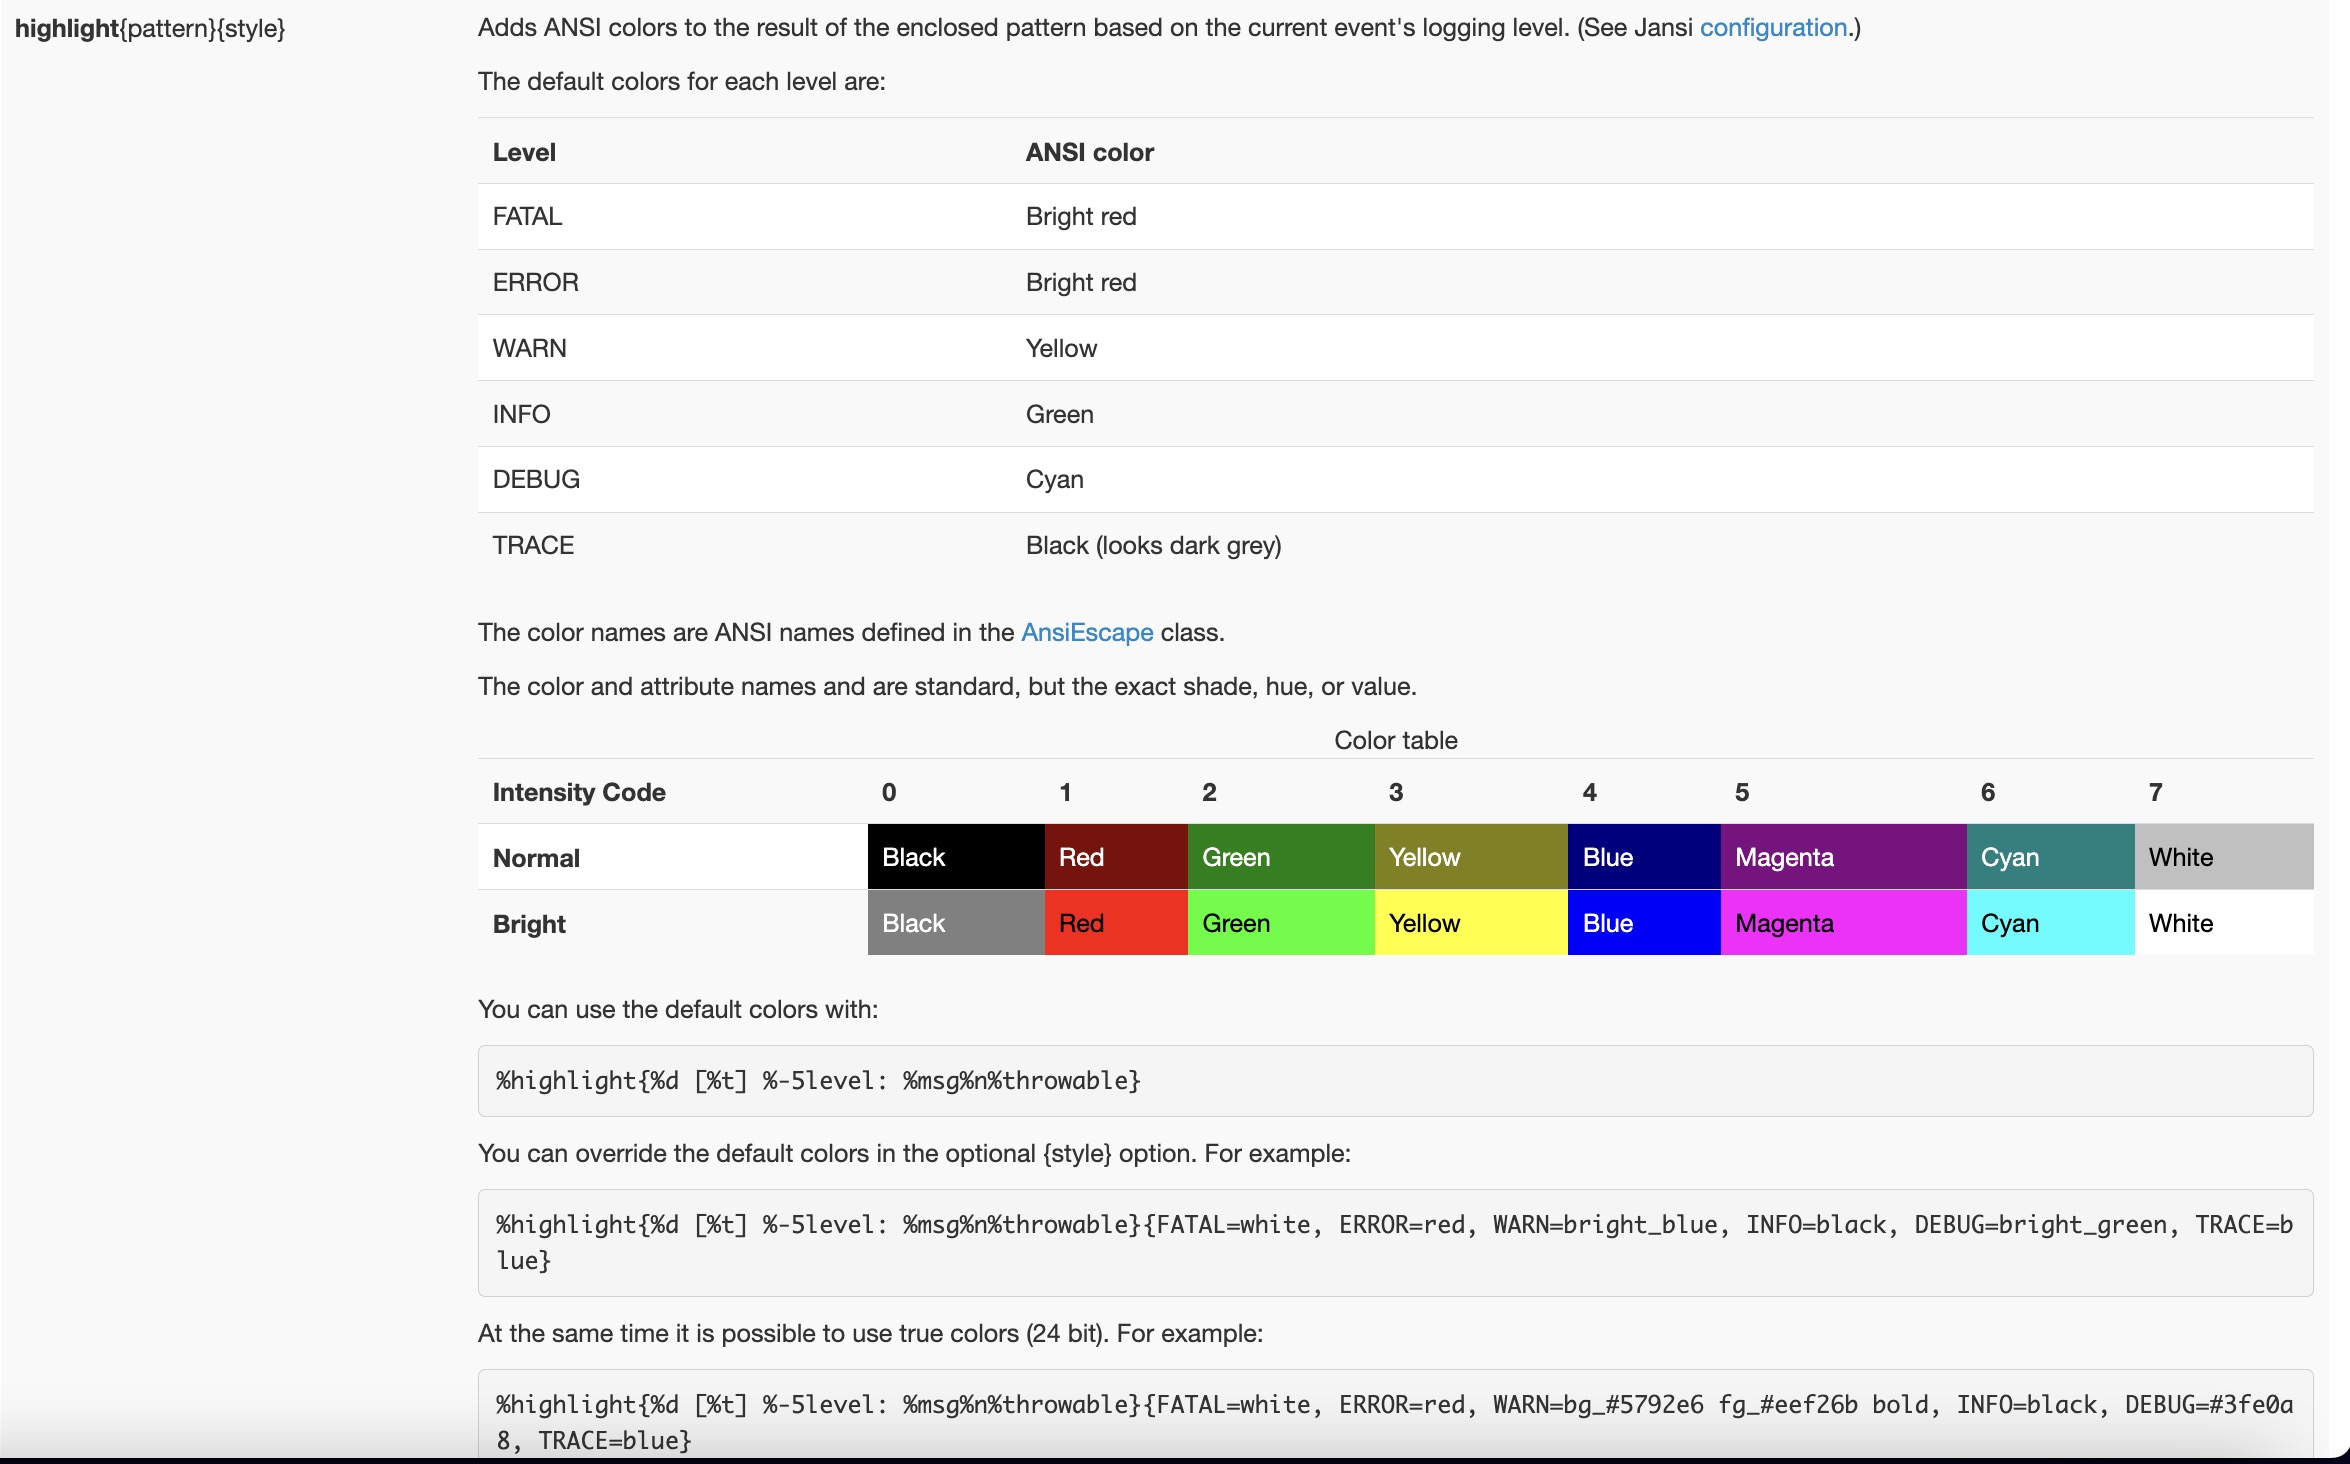 highlight{pattern}{style}
Adds ANSI colors to the result of the enclosed pattern based on the current event's logging level. (See Jansi configuration.)
The default colors for each level are:
Level ANSI color
FATAL Bright red
ERROR Bright red
WARN Yellow
INFO Green
DEBUG Cyan
TRACE Black (looks dark grey)
The color names are ANSI names defined in the AnsiEscape class.
The color and attribute names and are standard, but the exact shade, hue, or value.
Color table
Intensity Code 0 1 2 3 4 5 6 7
Normal Black Red Green Yellow Blue Magenta Cyan White
Bright Black Red Green Yellow Blue Magenta Cyan White
You can use the default colors with:
%highlight{%d [%t] %-5level: %msg%n%throwable}
You can override the default colors in the optional {style} option. For example:
%highlight{%d [%t] %-5level: %msg%n%throwable}{FATAL=white, ERROR=red, WARN=bright_blue, INFO=black, DEBUG=bright_green, TRACE=b
lue}
At the same time it is possible to use true colors (24 bit). For example:
%highlight{%d [%t] %-5level: %msg%n%throwable}{FATAL=white, ERROR=red, WARN=bg_#5792e6 fg_#eef26b bold, INFO=black, DEBUG=#3fe0a
8, TRACE=blue}